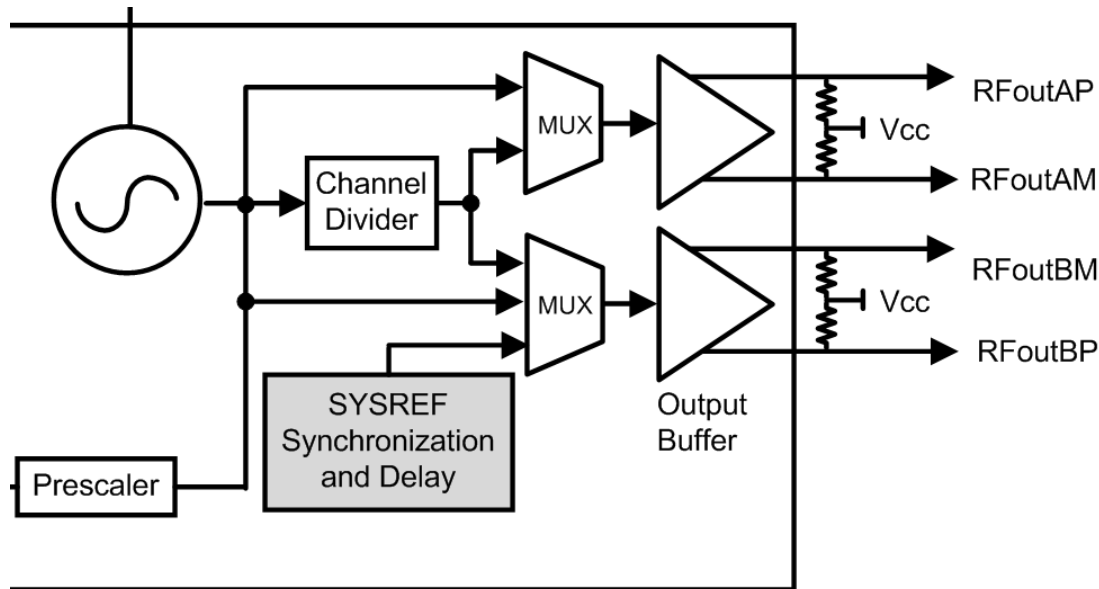 RFoutAP
MUX
Vcc
RFoutAM
Channel
Divider
RFoutBM
MUX
Vcc
RFoutBP
SYSREF
Synchronization
and Delay
Output
Buffer
Prescaler